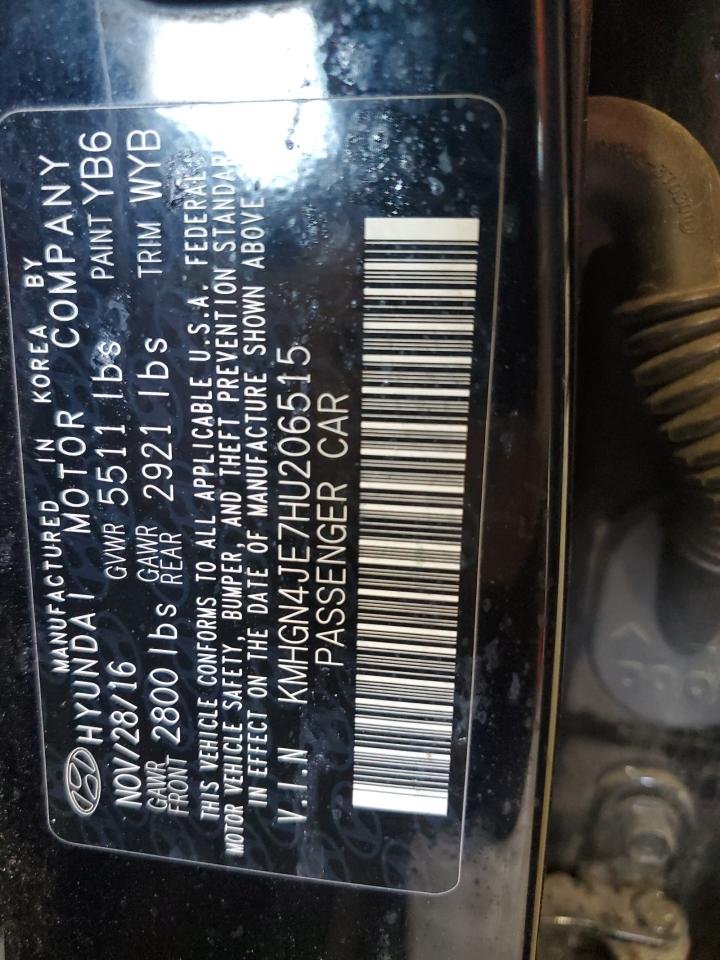 MANUFACTURED IN KOREA BY
HYUNDAI MOTOR COMPANY
NOV/28/16 GVWR 5511 lbs PAINT YB6
GAWR FRONT 2800 lbs GAWR REAR 2921 lbs TRIM WYB
THIS VEHICLE CONFORMS TO ALL APPLICABLE U.S.A. FEDERAL
MOTOR VEHICLE SAFETY, BUMPER, AND THEFT PREVENTION STANDARD
IN EFFECT ON THE DATE OF MANUFACTURE SHOWN ABOVE
V.I.N KMHGN4JE7HU206515
PASSENGER CAR